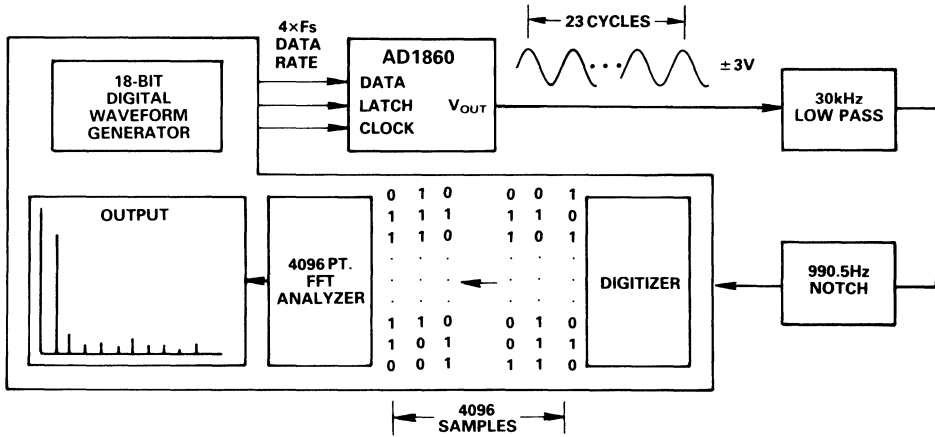 23 CYCLES
4×Fs
DATA
RATE
AD1860
DATA
LATCH
CLOCK
VOUT
±3V
18-BIT
DIGITAL
WAVEFORM
GENERATOR
30kHz
LOW PASS
OUTPUT
4096 PT.
FFT
ANALYZER
0 1 0 0 0 1
1 1 1 1 1 0
1 1 0 1 0 1
. . . . . .
. . . . . .
. . . . . .
1 1 0 0 1 0
1 0 1 0 1 1
0 0 1 1 1 0
DIGITIZER
990.5Hz
NOTCH
4096
SAMPLES